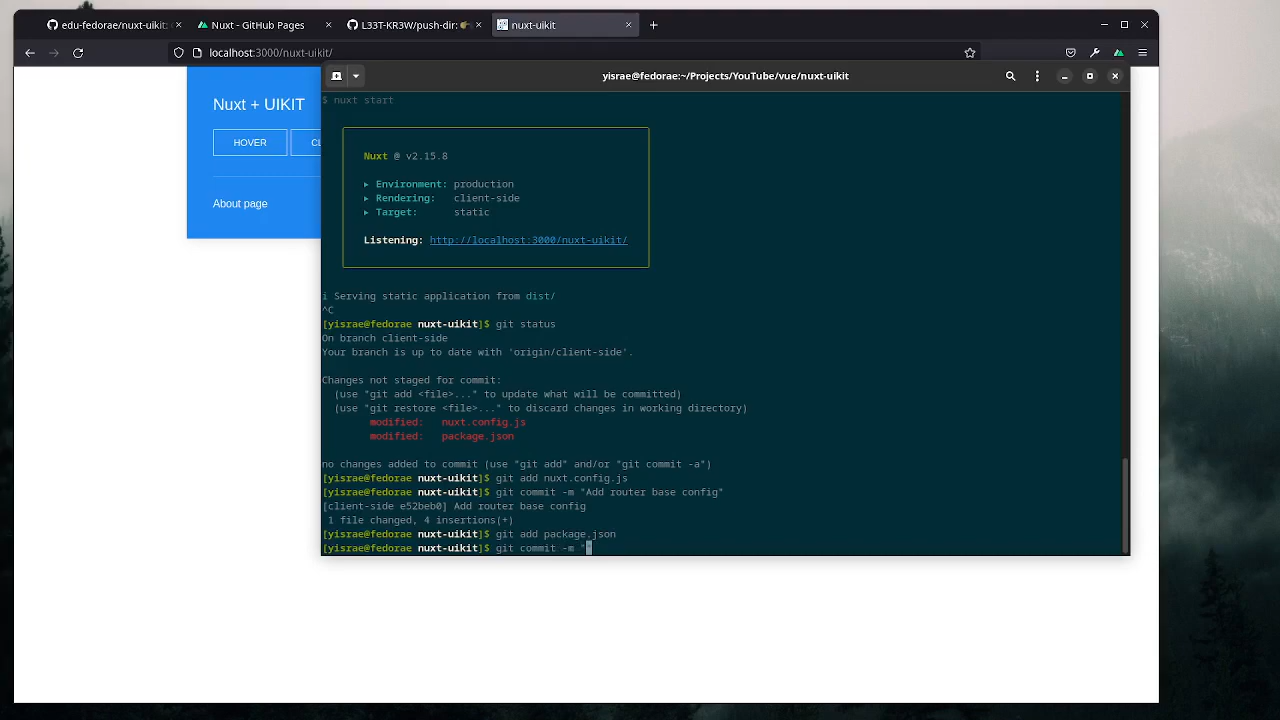 edu-fedorae/nuxt-uikit:
Nuxt - GitHub Pages
L33T-KR3W/push-dir:
nuxt-uikit
localhost:3000/nuxt-uikit/
yisrae@fedorae:~/Projects/YouTube/vue/nuxt-uikit
Nuxt + UIKIT
HOVER
CL
About page
$ nuxt start
Nuxt @ v2.15.8
▸ Environment: production
▸ Rendering: client-side
▸ Target: static
Listening: http://localhost:3000/nuxt-uikit/
i Serving static application from dist/
^C
[yisrae@fedorae nuxt-uikit]$ git status
On branch client-side
Your branch is up to date with 'origin/client-side'.
Changes not staged for commit:
(use "git add <file>..." to update what will be committed)
(use "git restore <file>..." to discard changes in working directory)
modified: nuxt.config.js
modified: package.json
no changes added to commit (use "git add" and/or "git commit -a")
[yisrae@fedorae nuxt-uikit]$ git add nuxt.config.js
[yisrae@fedorae nuxt-uikit]$ git commit -m "Add router base config"
[client-side e52beb0] Add router base config
1 file changed, 4 insertions(+)
[yisrae@fedorae nuxt-uikit]$ git add package.json
[yisrae@fedorae nuxt-uikit]$ git commit -m ""